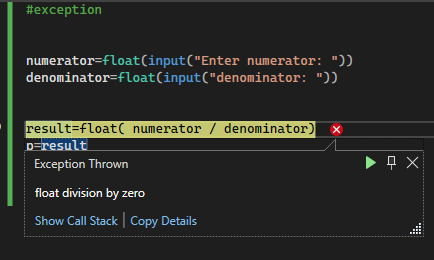 #exception
numerator=float(input("Enter numerator: "))
denominator=float(input("denominator: "))
result=float( numerator / denominator)
p=result
Exception Thrown
float division by zero
Show Call Stack | Copy Details